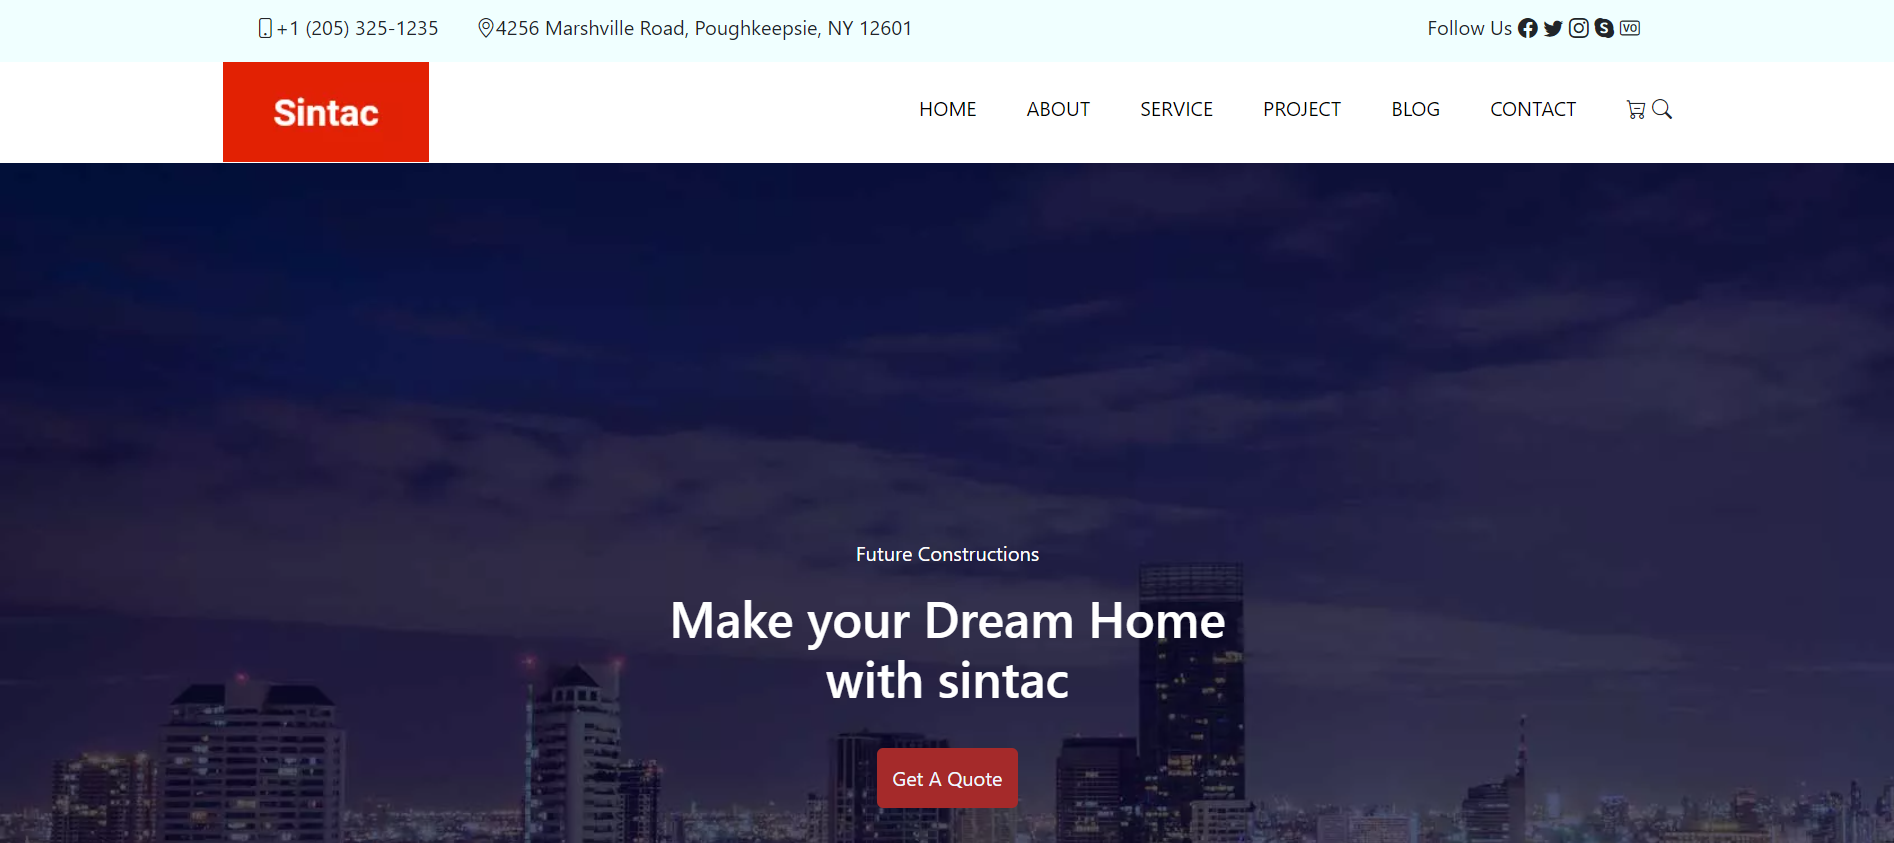 +1 (205) 325-1235 4256 Marshville Road, Poughkeepsie, NY 12601 Follow Us VO
Sintac HOME ABOUT SERVICE PROJECT BLOG CONTACT
Future Constructions
Make your Dream Home
with sintac
Get A Quote